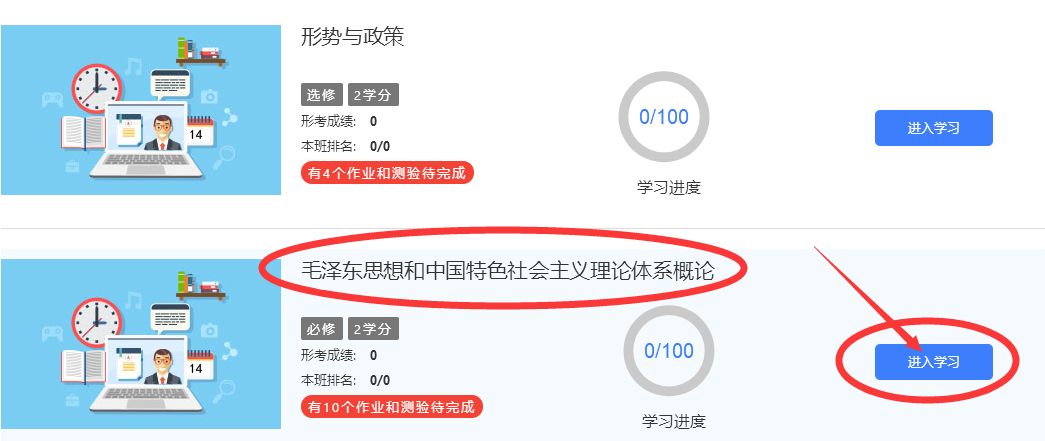 形势与政策
选修 2学分
形考成绩: 0
本班排名: 0/0
有4个作业和测验待完成
0/100
学习进度
进入学习
14
毛泽东思想和中国特色社会主义理论体系概论
必修 2学分
形考成绩: 0
本班排名: 0/0
有10个作业和测验待完成
0/100
学习进度
进入学习
14